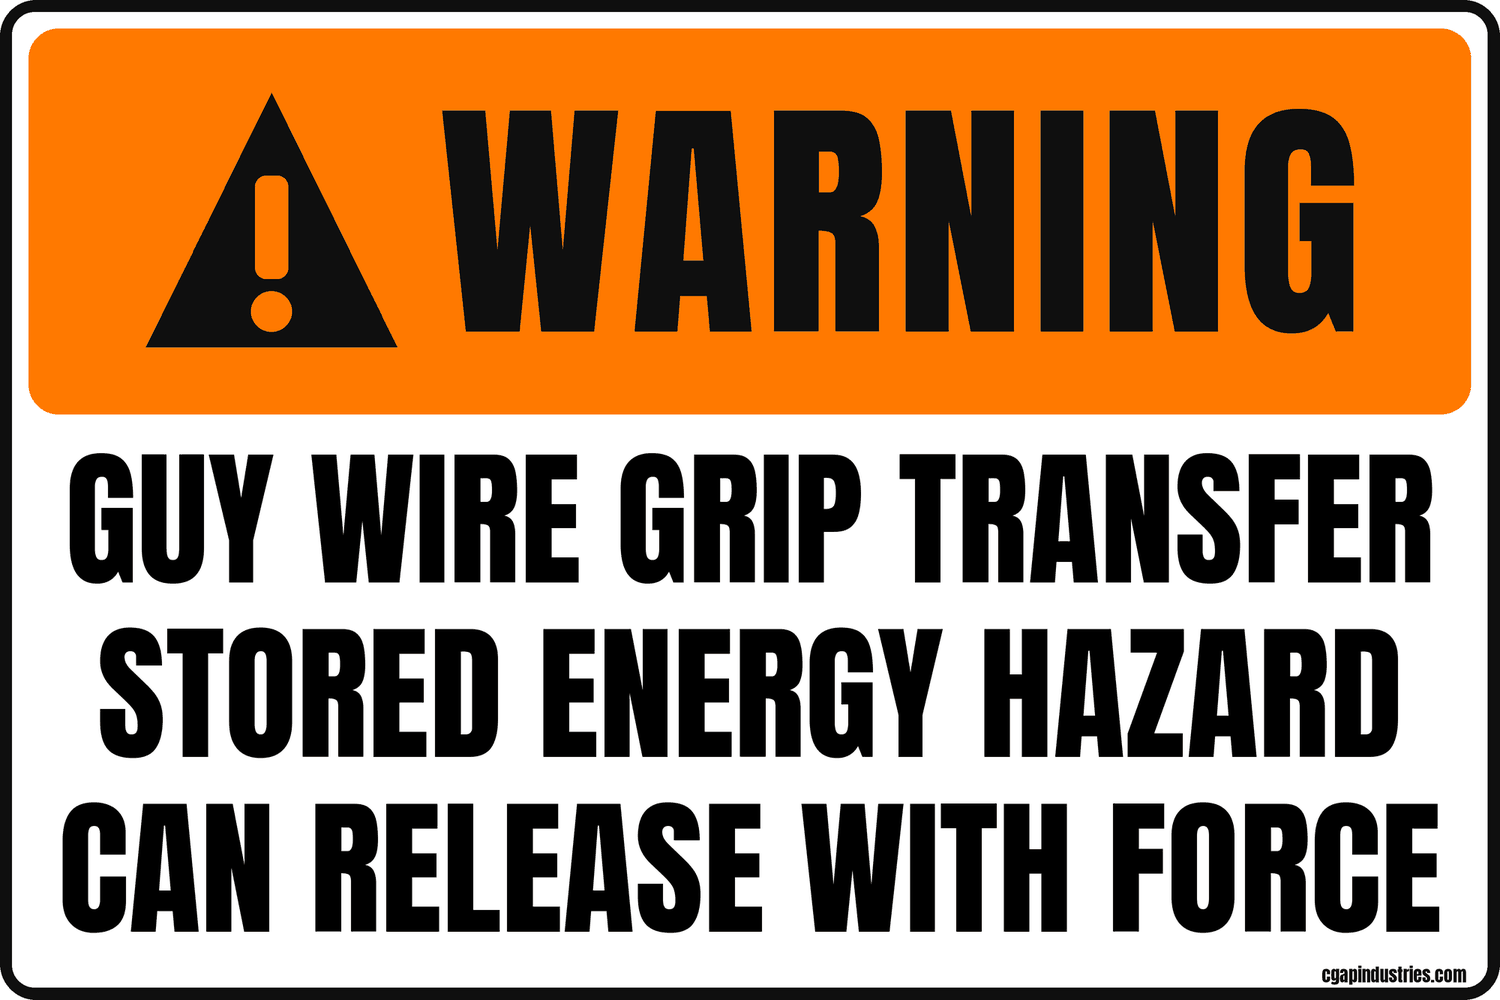 WARNING
GUY WIRE GRIP TRANSFER
STORED ENERGY HAZARD
CAN RELEASE WITH FORCE
cgapindustries.com